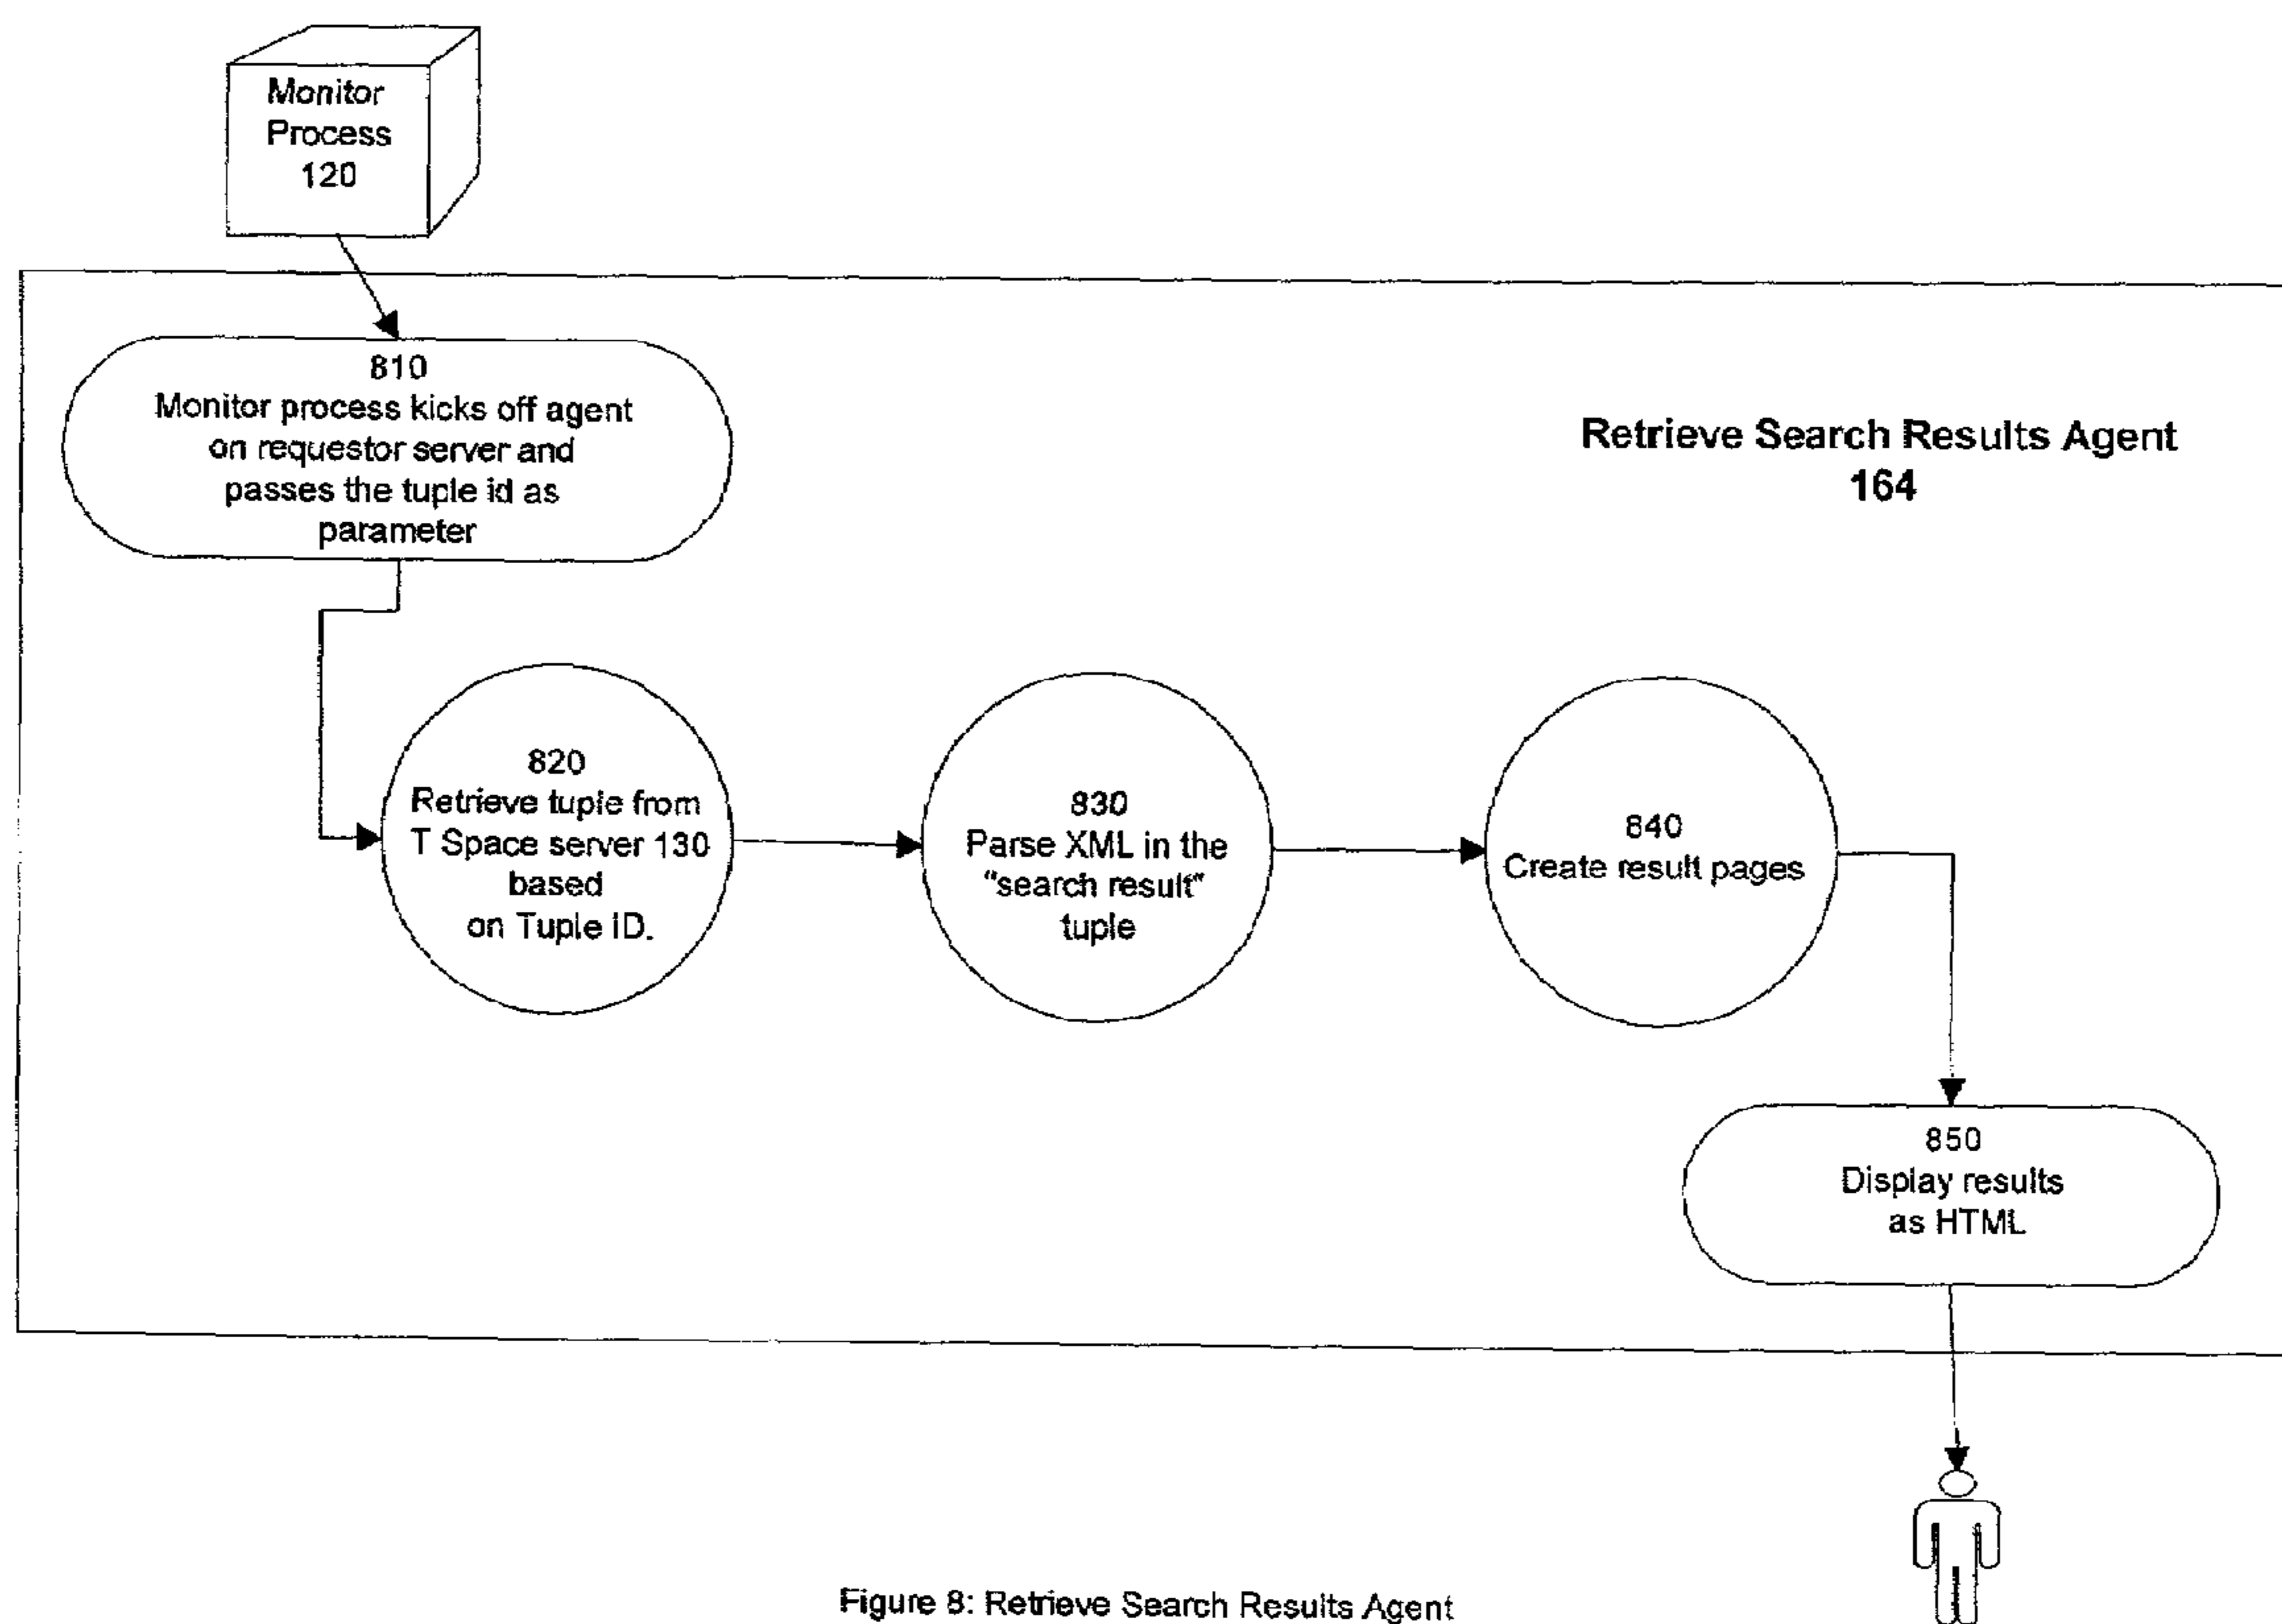 Monitor
Process
120
810
Monitor process kicks off agent
on requestor server and
passes the tuple id as
parameter
Retrieve Search Results Agent
164
820
Retrieve tuple from
T Space server 130
based
on Tuple ID.
830
Parse XML in the
"search result"
tuple
840
Create result pages
850
Display results
as HTML
Figure 8: Retrieve Search Results Agent